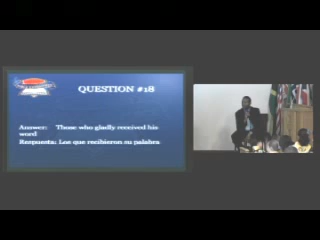 QUESTION #18
Answer: Those who gladly received his
word
Respuesta: Los que recibieron su palabra